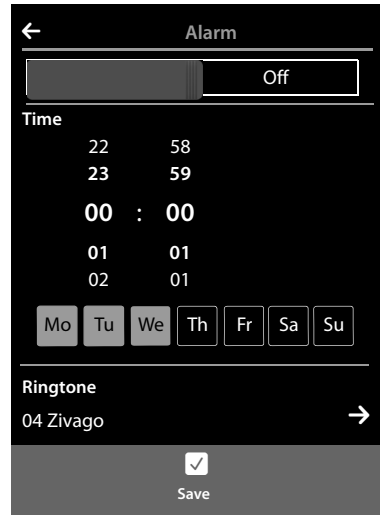 Alarm
Off
Time
22 58
23 59
00 : 00
01 01
02 01
Mo Tu We Th Fr Sa Su
Ringtone
04 Zivago
Save